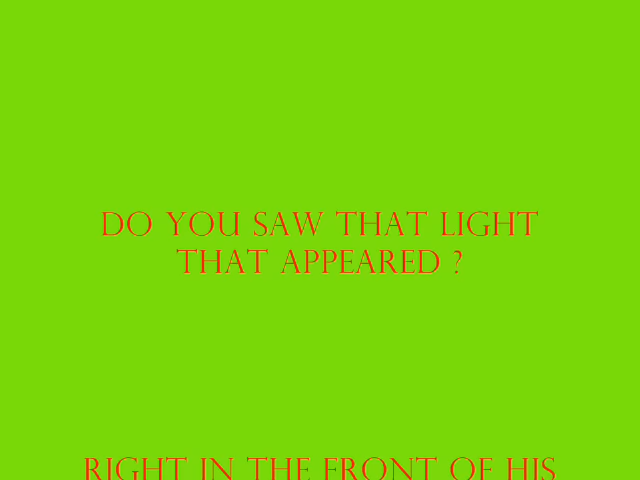 DO YOU SAW THAT LIGHT
THAT APPEARED ?
RIGHT IN THE FRONT OF HIS